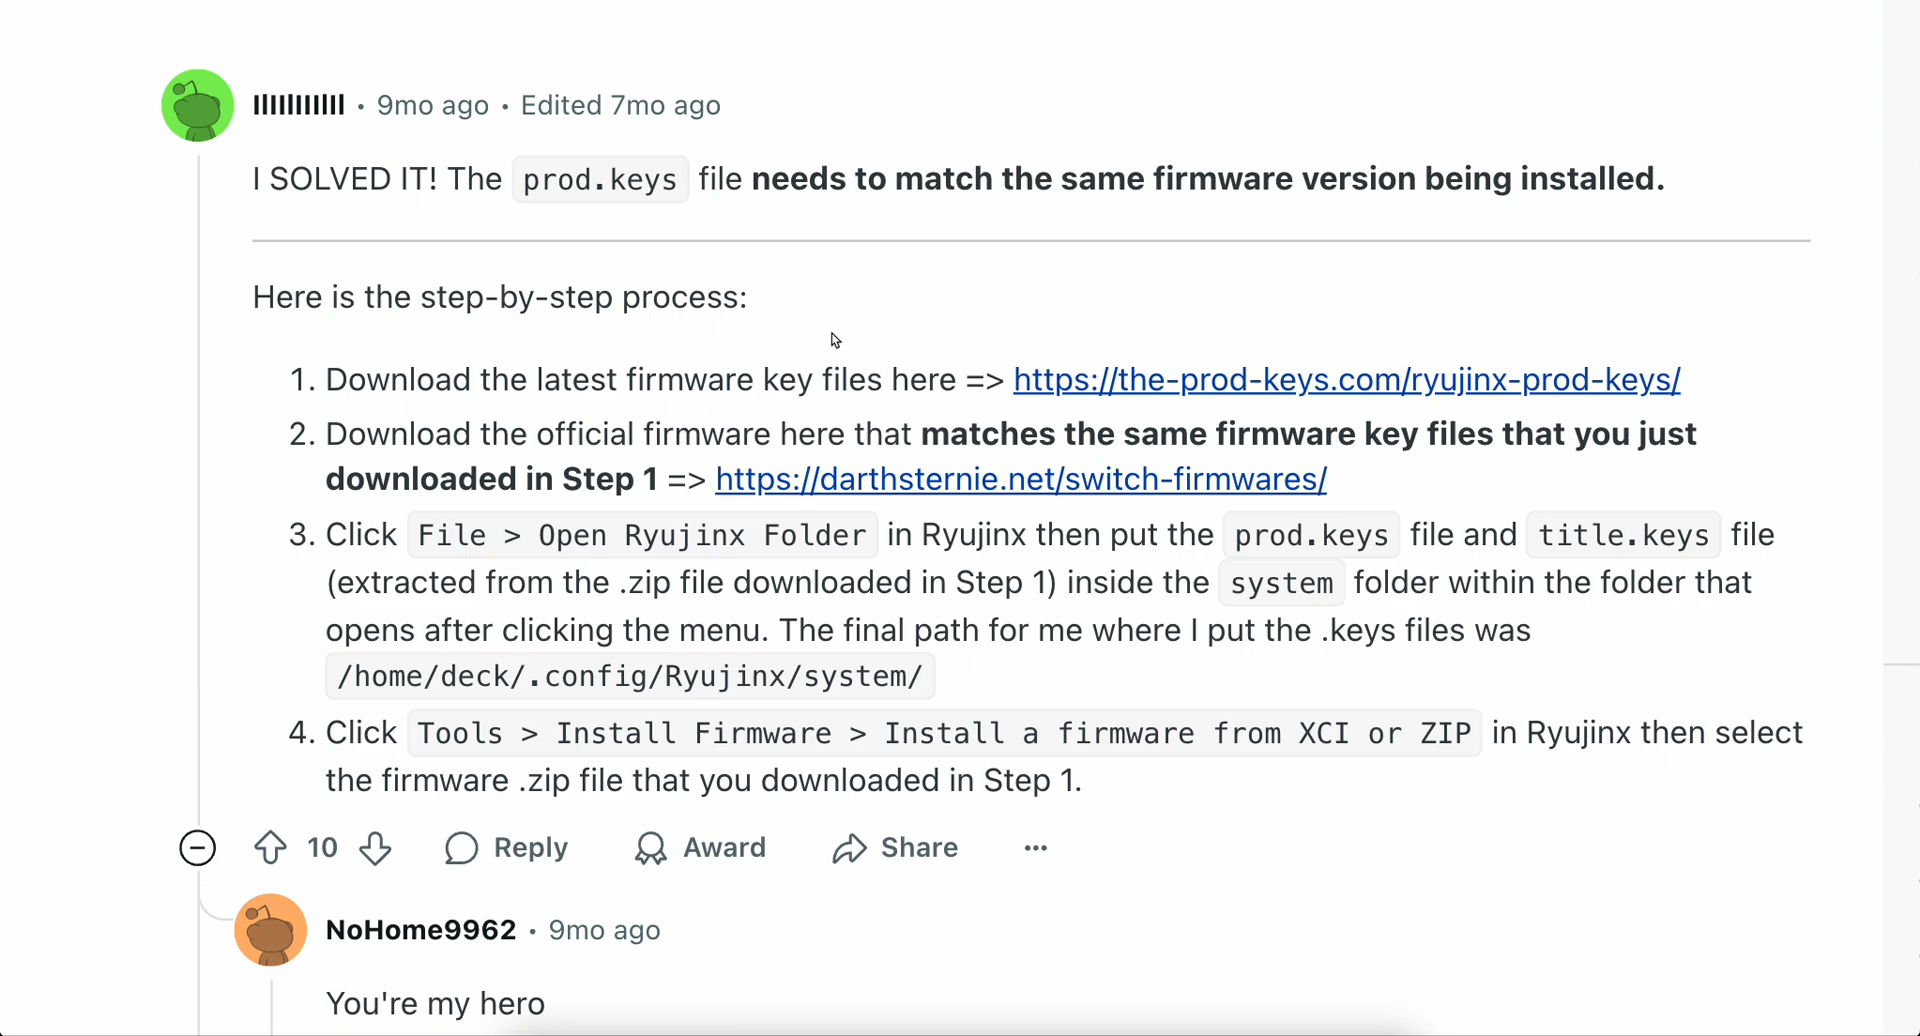 IIIIIIIIIII • 9mo ago • Edited 7mo ago
I SOLVED IT! The prod.keys file needs to match the same firmware version being installed.
Here is the step-by-step process:
1. Download the latest firmware key files here => https://the-prod-keys.com/ryujinx-prod-keys/
2. Download the official firmware here that matches the same firmware key files that you just
downloaded in Step 1 => https://darthsternie.net/switch-firmwares/
3. Click File > Open Ryujinx Folder in Ryujinx then put the prod.keys file and title.keys file
(extracted from the .zip file downloaded in Step 1) inside the system folder within the folder that
opens after clicking the menu. The final path for me where I put the .keys files was
/home/deck/.config/Ryujinx/system/
4. Click Tools > Install Firmware > Install a firmware from XCI or ZIP in Ryujinx then select
the firmware .zip file that you downloaded in Step 1.
10 Reply Award Share ...
NoHome9962 • 9mo ago
You're my hero